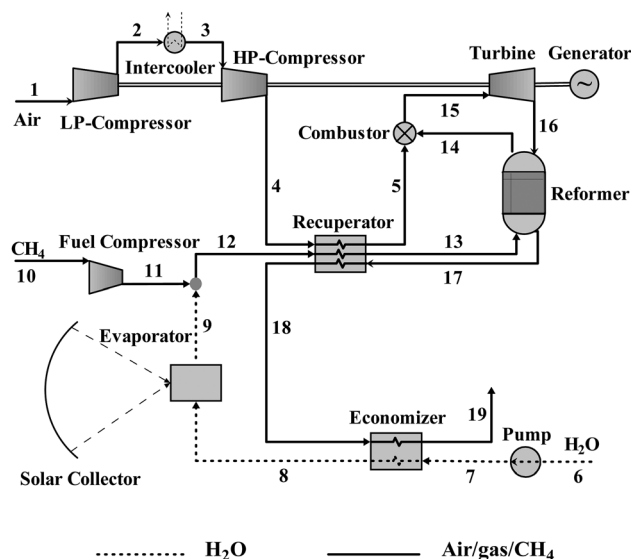 2
3
Intercooler
HP-Compressor
Turbine
Generator
~
1
Air
LP-Compressor
15
16
Combustor
14
4
5
Reformer
Recuperator
CH4
10
Fuel Compressor
11
12
13
17
9
18
Evaporator
Solar Collector
Economizer
19
Pump
H2O
8
7
6
H2O
Air/gas/CH4